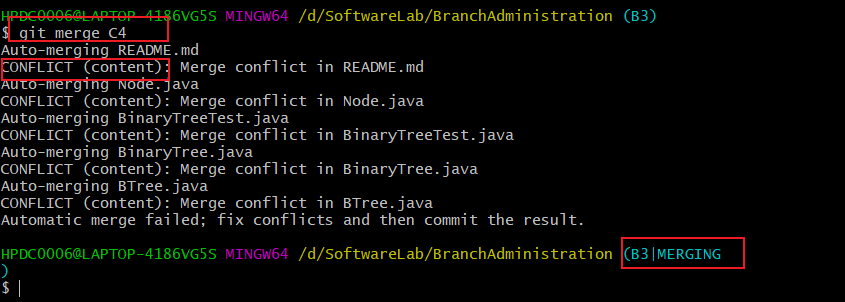 HPDC0006@LAPTOP-4186VG5S MINGW64 /d/SoftwareLab/BranchAdministration (B3)
$ git merge C4
Auto-merging README.md
CONFLICT (content): Merge conflict in README.md
Auto-merging Node.java
CONFLICT (content): Merge conflict in Node.java
Auto-merging BinaryTreeTest.java
CONFLICT (content): Merge conflict in BinaryTreeTest.java
Auto-merging BinaryTree.java
CONFLICT (content): Merge conflict in BinaryTree.java
Auto-merging BTree.java
CONFLICT (content): Merge conflict in BTree.java
Automatic merge failed; fix conflicts and then commit the result.
HPDC0006@LAPTOP-4186VG5S MINGW64 /d/SoftwareLab/BranchAdministration (B3|MERGING
)
$